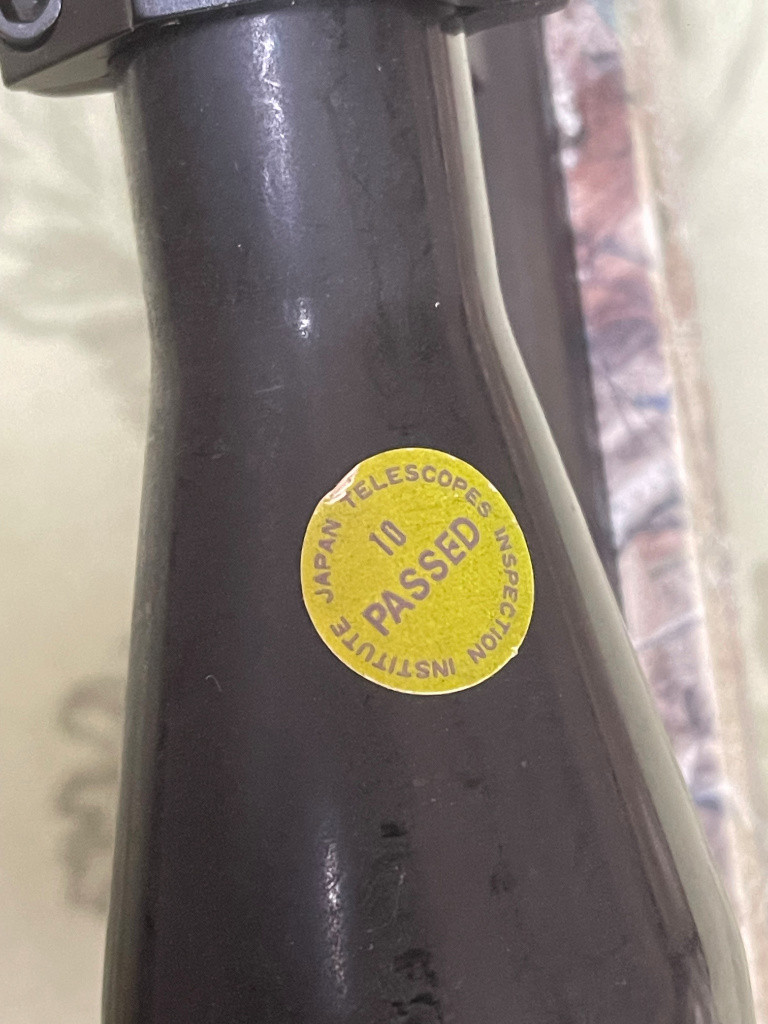 JAPAN TELESCOPES INSPECTION INSTITUTE
10
PASSED